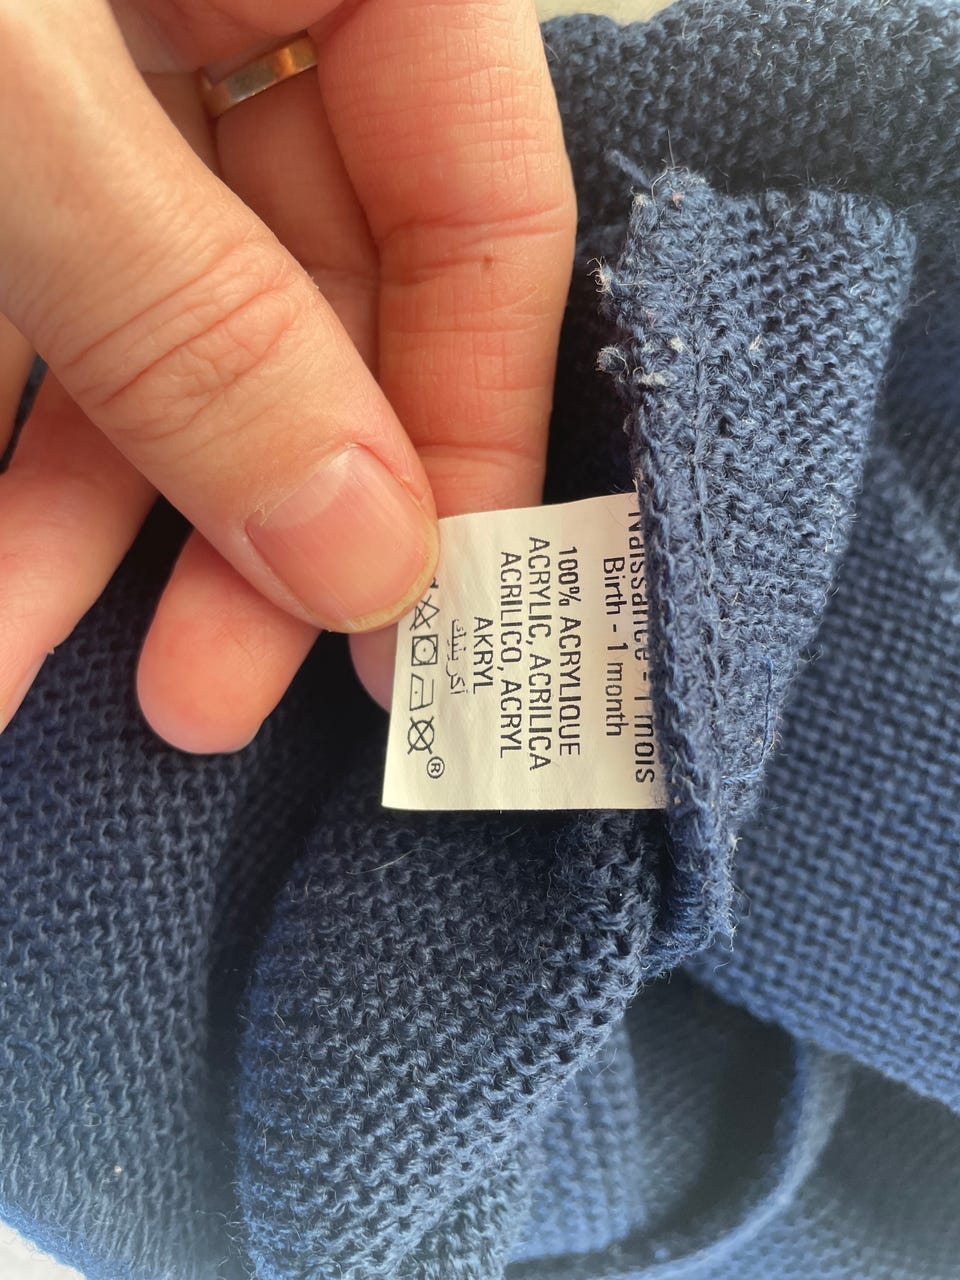 Naissance - 1 mois
Birth - 1 month
100% ACRYLIQUE
ACRYLIC, ACRILICA
ACRILICO, ACRYL
AKRYL
أكريليك
®